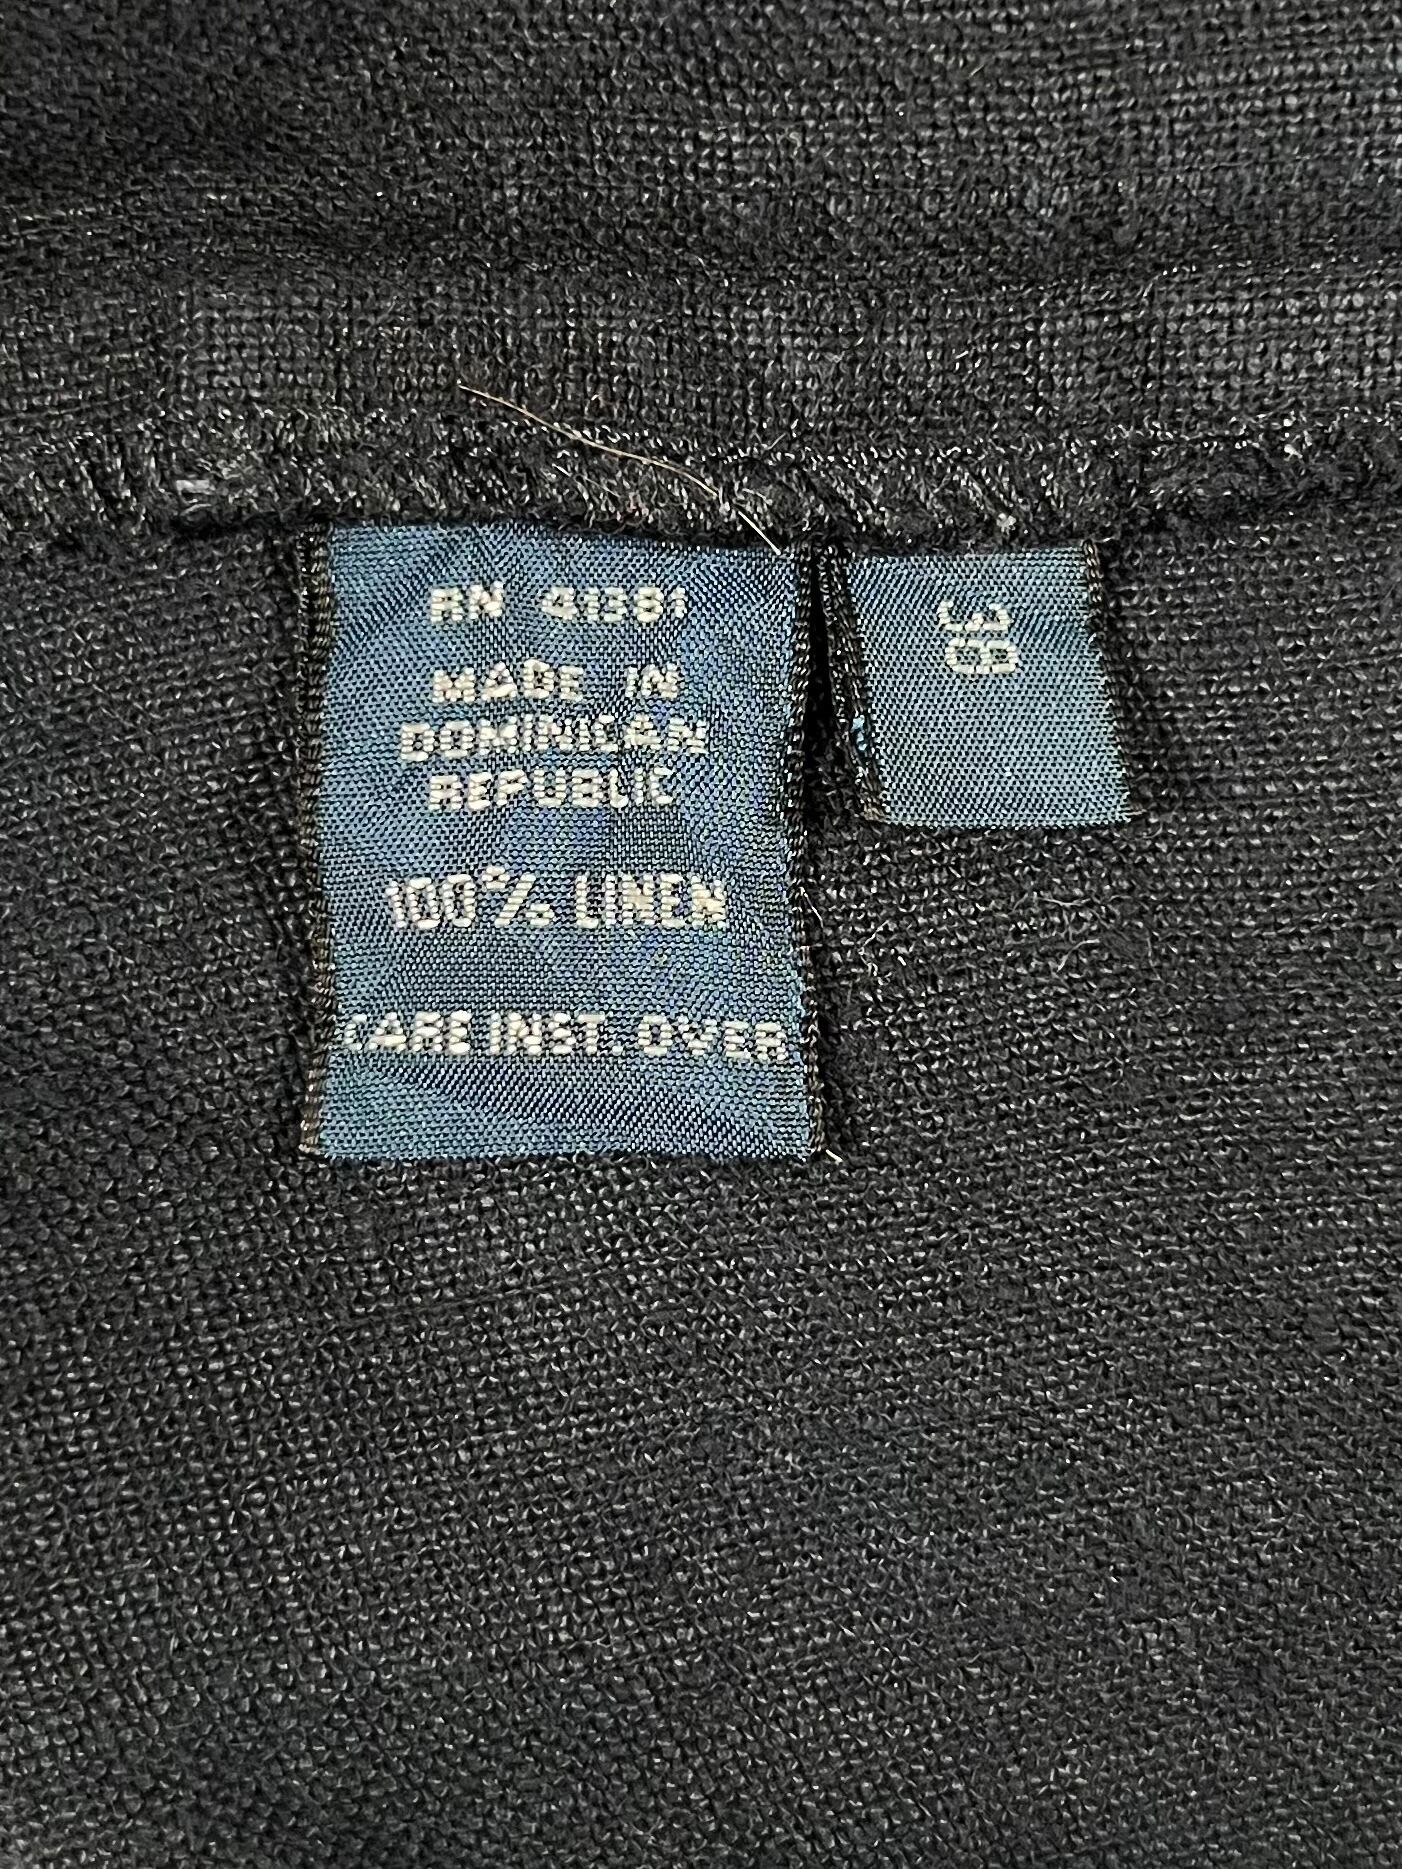 RN 41381
MADE IN
DOMINICAN
REPUBLIC
100% LINEN
CARE INST. OVER
38